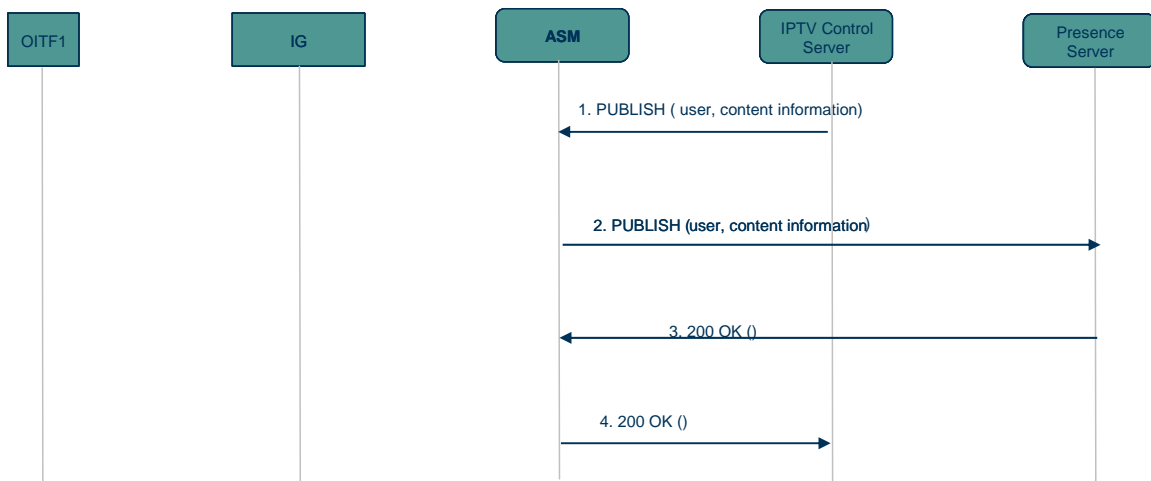 OITF1
IG
ASM
IPTV Control
Server
Presence
Server
1. PUBLISH ( user, content information)
2. PUBLISH (user, content information)
3. 200 OK ()
4. 200 OK ()